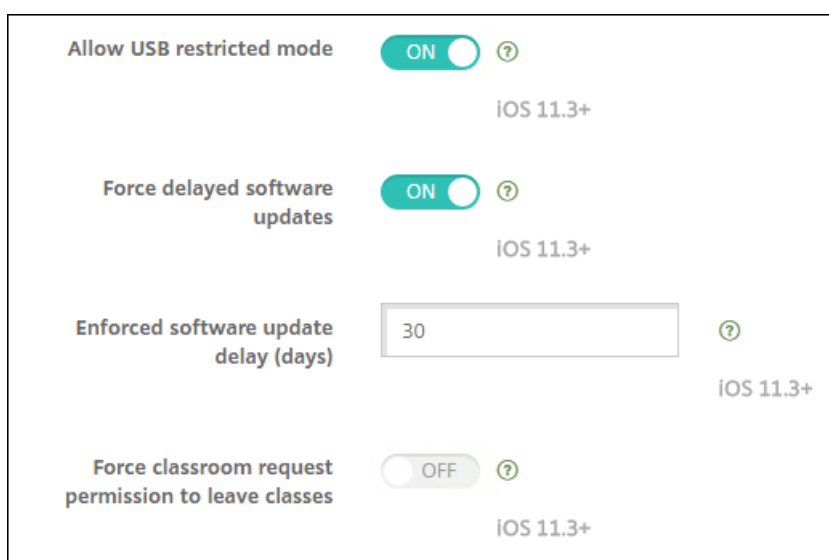 Allow USB restricted mode ON ?
iOS 11.3+
Force delayed software
updates
ON ?
iOS 11.3+
Enforced software update
delay (days)
30 ?
iOS 11.3+
Force classroom request
permission to leave classes
OFF ?
iOS 11.3+